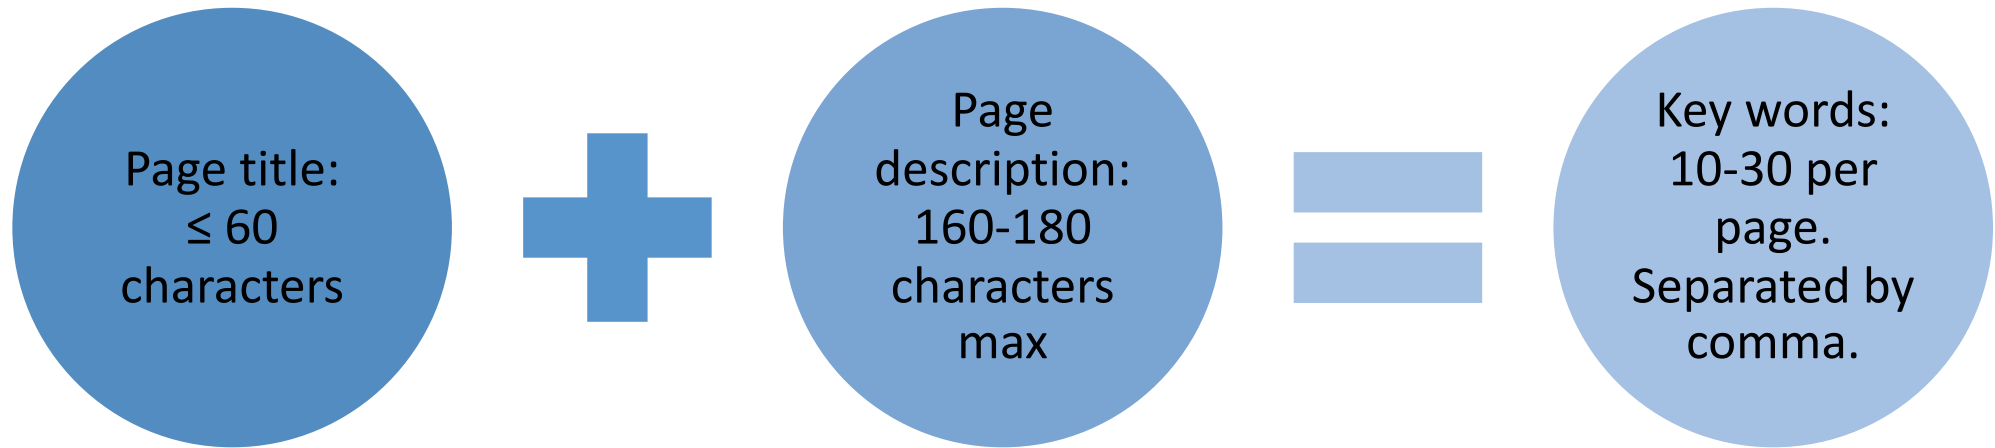 Page title:
≤ 60
characters
Page
description:
160-180
characters
max
Key words:
10-30 per
page.
Separated by
comma.